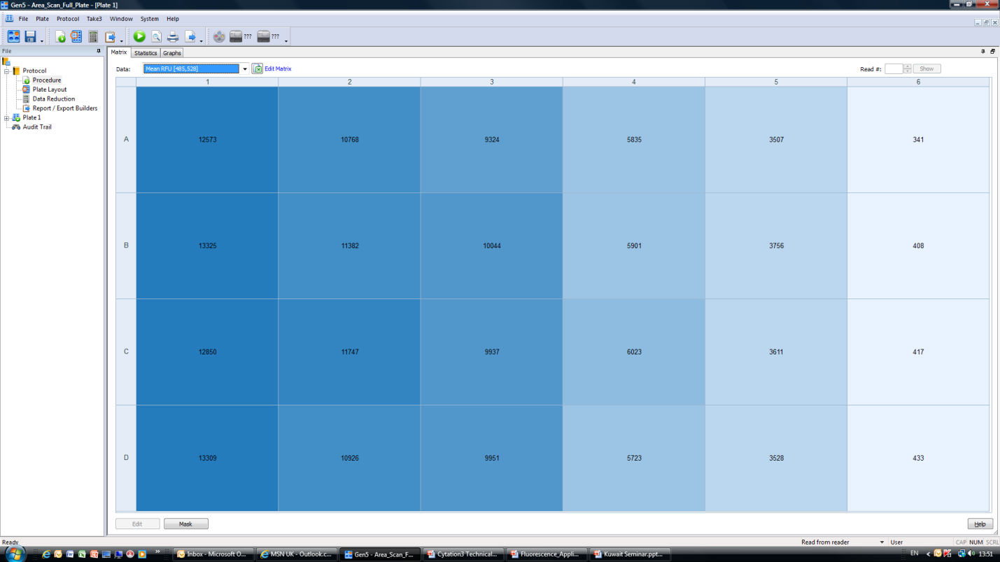 Gen5 - Area_Scan_Full_Plate - [Plate 1]
File Plate Protocol Take3 Window System Help
??? ???
File
Protocol
Procedure
Plate Layout
Data Reduction
Report / Export Builders
Plate 1
Audit Trail
Matrix Statistics Graphs
Data: Mean RFU [485,528] Edit Matrix Read #: Show
1 2 3 4 5 6
A 12573 10768 9324 5835 3507 341
B 13325 11382 10044 5901 3756 408
C 12850 11747 9937 6023 3611 417
D 13309 10926 9951 5723 3528 433
Edit Mask Help
Ready Read from reader User CAP NUM SCRL
Inbox - Microsoft O... MSN UK - Outlook.c... Gen5 - Area_Scan_F... Cytation3 Technical... Fluorescence_Appli... Kuwait Seminar.ppt... EN 13:51